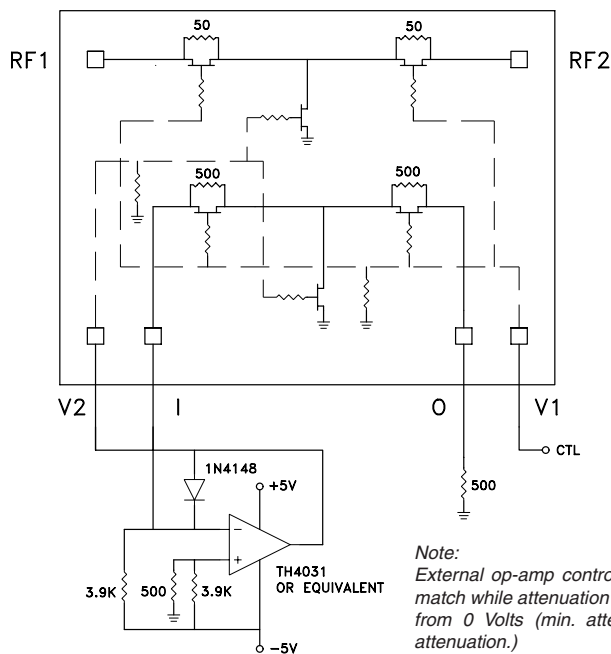 50 50
RF1 RF2
500 500
V2 I O V1
CTL
1N4148
+5V
500
TH4031
OR EQUIVALENT
3.9K 500 3.9K
-5V
Note:
External op-amp control
match while attenuation
from 0 Volts (min. atte
attenuation.)